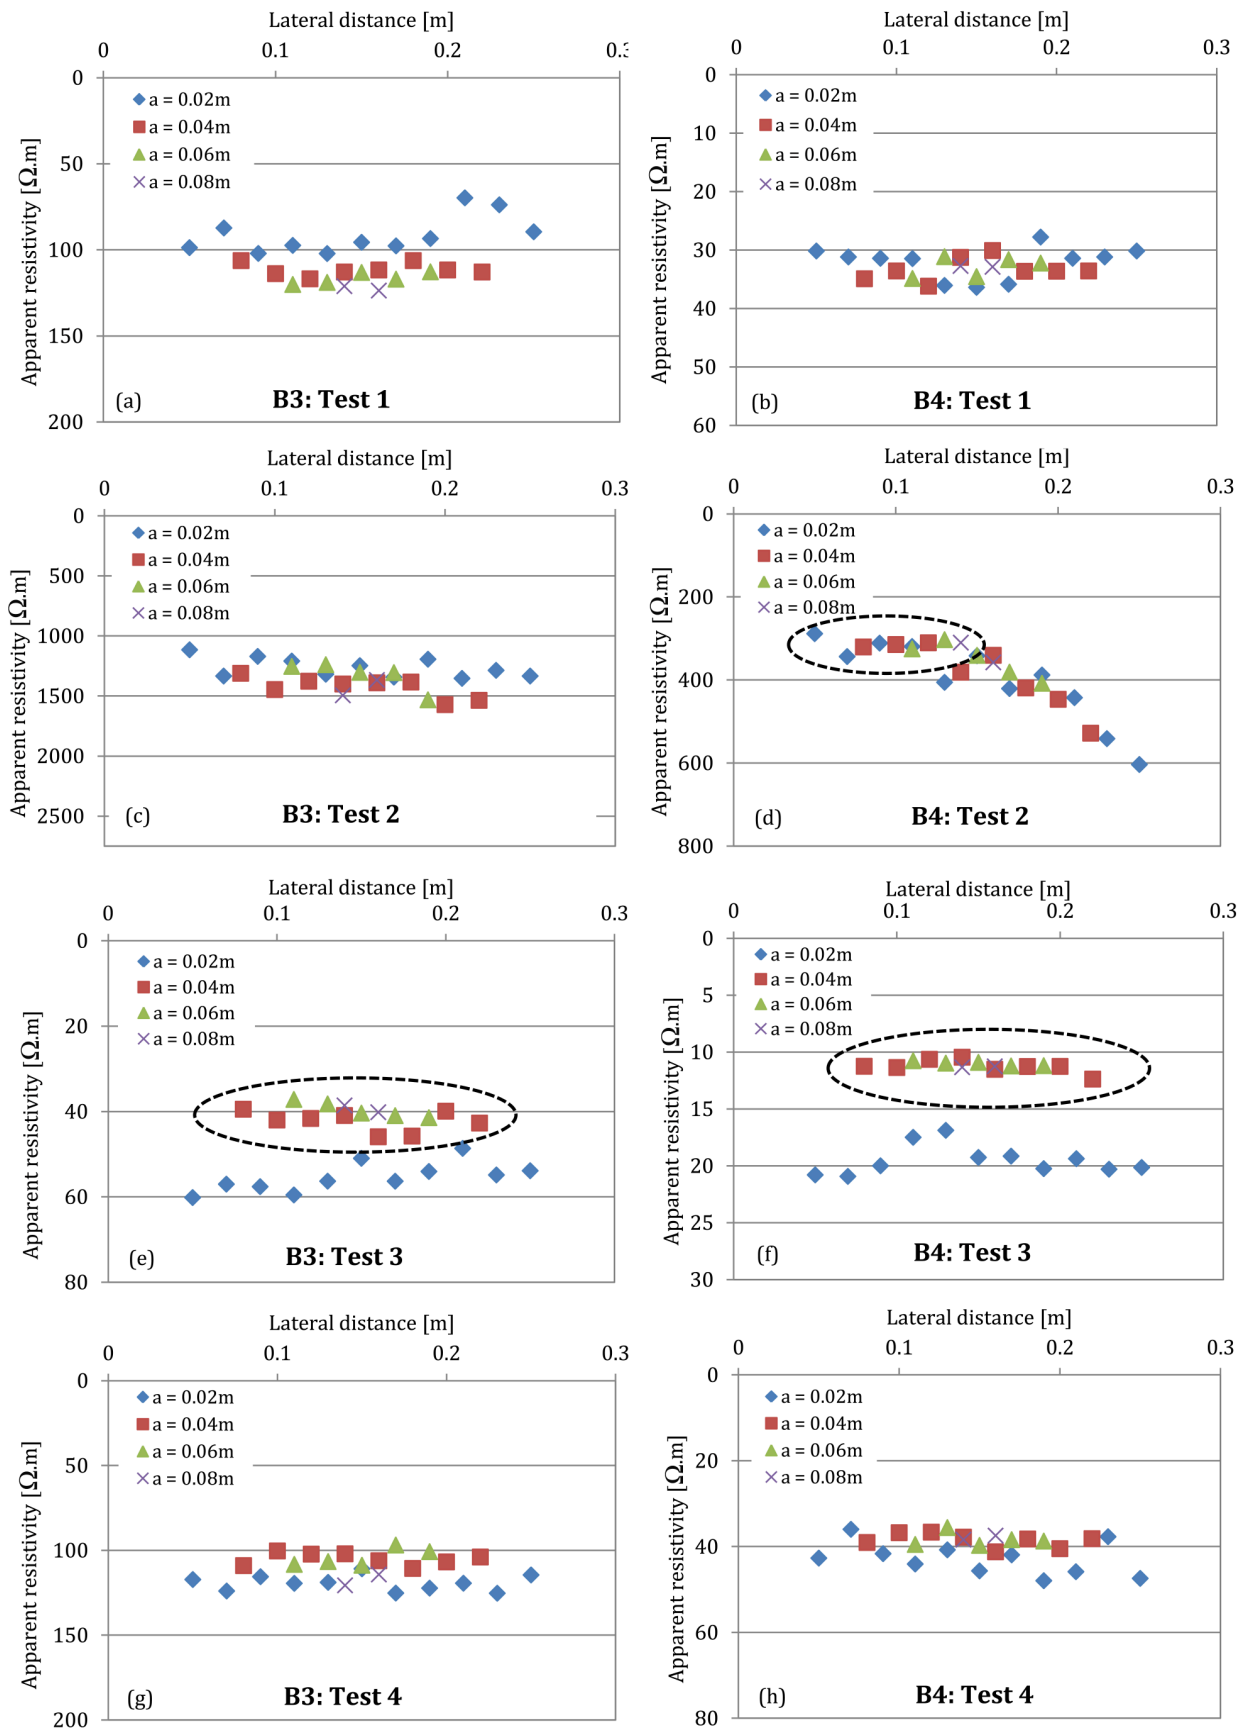 Lateral distance [m]
0 0.1 0.2 0.3
0
50
100
150
200
Apparent resistivity [Ω.m]
a = 0.02m
a = 0.04m
a = 0.06m
a = 0.08m
(a)
B3: Test 1
Lateral distance [m]
0 0.1 0.2 0.3
0
10
20
30
40
50
60
Apparent resistivity [Ω.m]
a = 0.02m
a = 0.04m
a = 0.06m
a = 0.08m
(b)
B4: Test 1
Lateral distance [m]
0 0.1 0.2 0.3
0
500
1000
1500
2000
2500
Apparent resistivity [Ω.m]
a = 0.02m
a = 0.04m
a = 0.06m
a = 0.08m
(c)
B3: Test 2
Lateral distance [m]
0 0.1 0.2 0.3
0
200
400
600
800
Apparent resistivity [Ω.m]
a = 0.02m
a = 0.04m
a = 0.06m
a = 0.08m
(d)
B4: Test 2
Lateral distance [m]
0 0.1 0.2 0.3
0
20
40
60
80
Apparent resistivity [Ω.m]
a = 0.02m
a = 0.04m
a = 0.06m
a = 0.08m
(e)
B3: Test 3
Lateral distance [m]
0 0.1 0.2 0.3
0
5
10
15
20
25
30
Apparent resistivity [Ω.m]
a = 0.02m
a = 0.04m
a = 0.06m
a = 0.08m
(f)
B4: Test 3
Lateral distance [m]
0 0.1 0.2 0.3
0
50
100
150
200
Apparent resistivity [Ω.m]
a = 0.02m
a = 0.04m
a = 0.06m
a = 0.08m
(g)
B3: Test 4
Lateral distance [m]
0 0.1 0.2 0.3
0
20
40
60
80
Apparent resistivity [Ω.m]
a = 0.02m
a = 0.04m
a = 0.06m
a = 0.08m
(h)
B4: Test 4